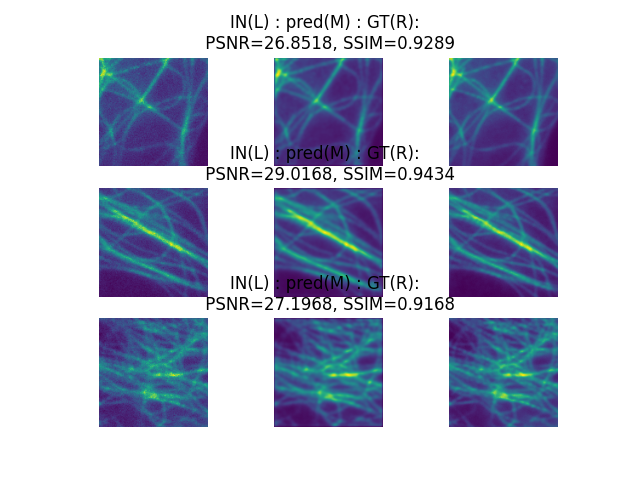 IN(L) : pred(M) : GT(R):
PSNR=26.8518, SSIM=0.9289
IN(L) : pred(M) : GT(R):
PSNR=29.0168, SSIM=0.9434
IN(L) : pred(M) : GT(R):
PSNR=27.1968, SSIM=0.9168